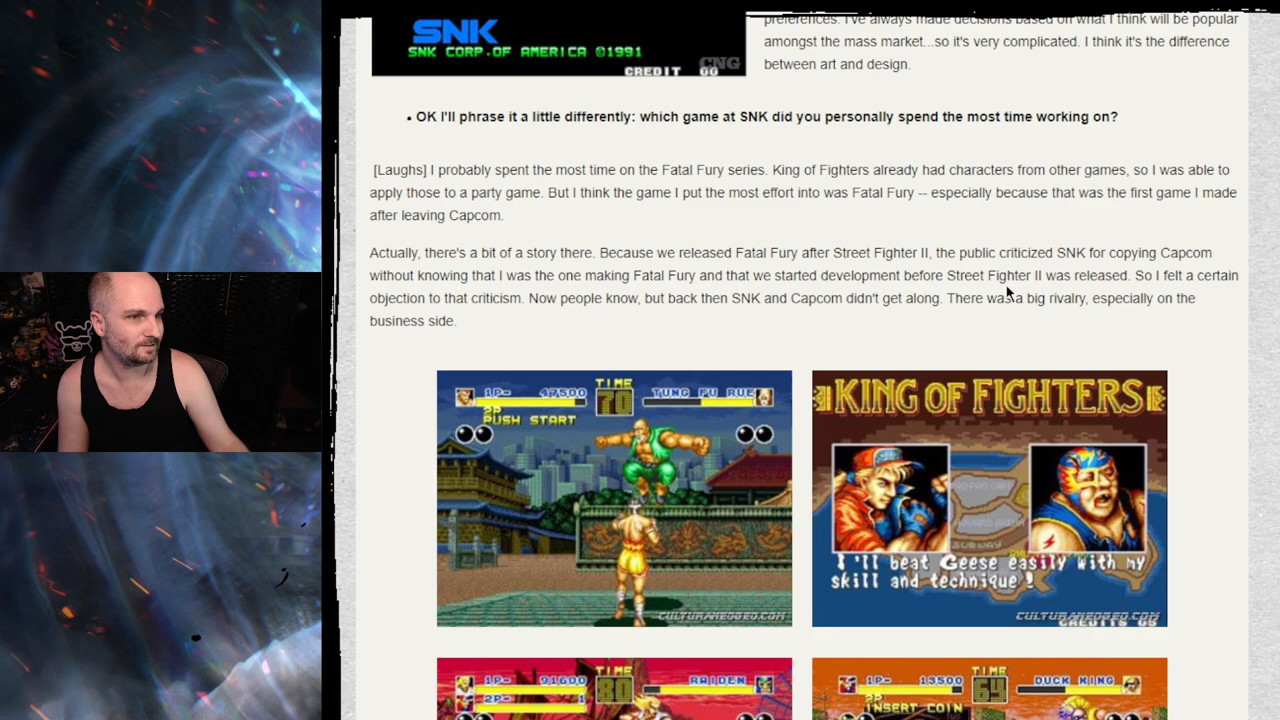 preferences. I've always made decisions based on what I think will be popular
amongst the mass market...so it's very complicated. I think it's the difference
between art and design.
SNK
SNK CORP.OF AMERICA ©1991
CNG
CREDIT 00
• OK I'll phrase it a little differently: which game at SNK did you personally spend the most time working on?
[Laughs] I probably spent the most time on the Fatal Fury series. King of Fighters already had characters from other games, so I was able to
apply those to a party game. But I think the game I put the most effort into was Fatal Fury -- especially because that was the first game I made
after leaving Capcom.
Actually, there's a bit of a story there. Because we released Fatal Fury after Street Fighter II, the public criticized SNK for copying Capcom
without knowing that I was the one making Fatal Fury and that we started development before Street Fighter II was released. So I felt a certain
objection to that criticism. Now people know, but back then SNK and Capcom didn't get along. There was a big rivalry, especially on the
business side.
1P- 47500
TIME
70
TUNG FU RUE
2P
PUSH START
CULTURANEOGEO.COM
KING OF FIGHTERS
I'll beat Geese easily with my
skill and technique!
CULTURANEOGEO.COM
CREDITS 05
1P- 91600
TIME
80
RAIDEN
2P- 1
1P- 13500
TIME
64
DUCK KING
2P
INSERT COIN